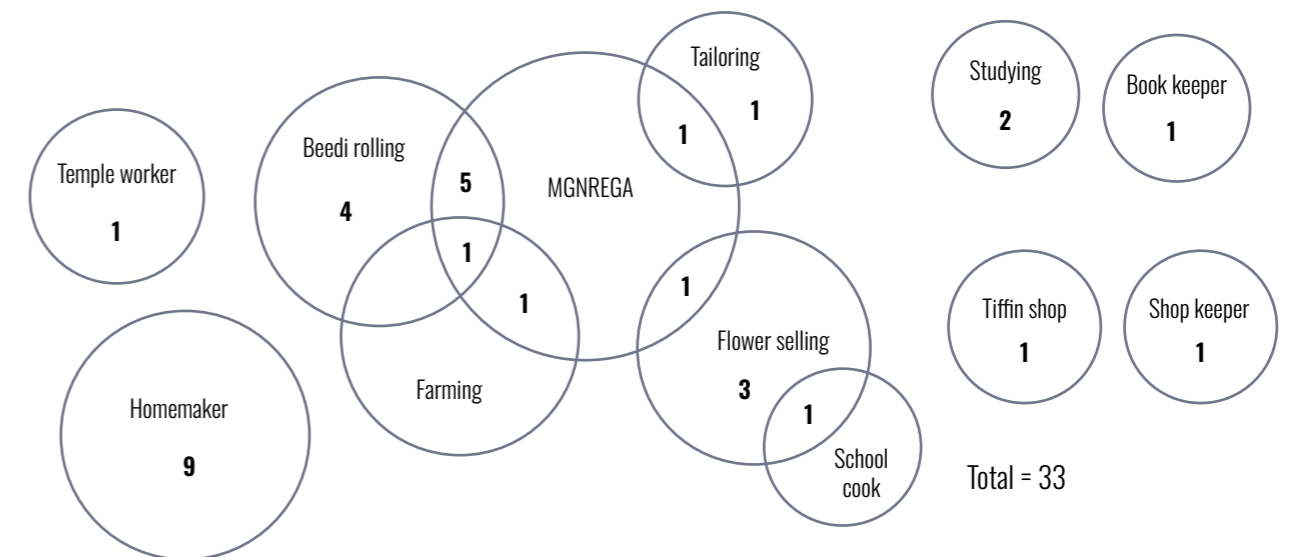 Temple worker
1
Homemaker
9
Beedi rolling
4
5
1
1
Farming
MGNREGA
Tailoring
1
1
1
Flower selling
3
1
School
cook
Studying
2
Book keeper
1
Tiffin shop
1
Shop keeper
1
Total = 33